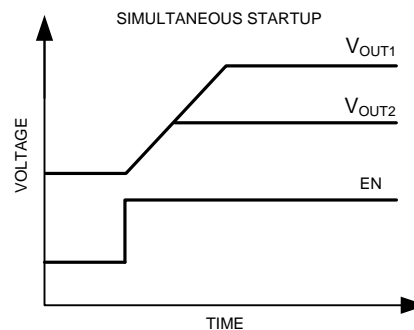 SIMULTANEOUS STARTUP
VOUT1
VOUT2
EN
VOLTAGE
TIME